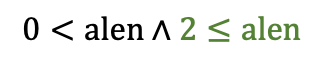 0 < alen ∧ 2 ≤ alen